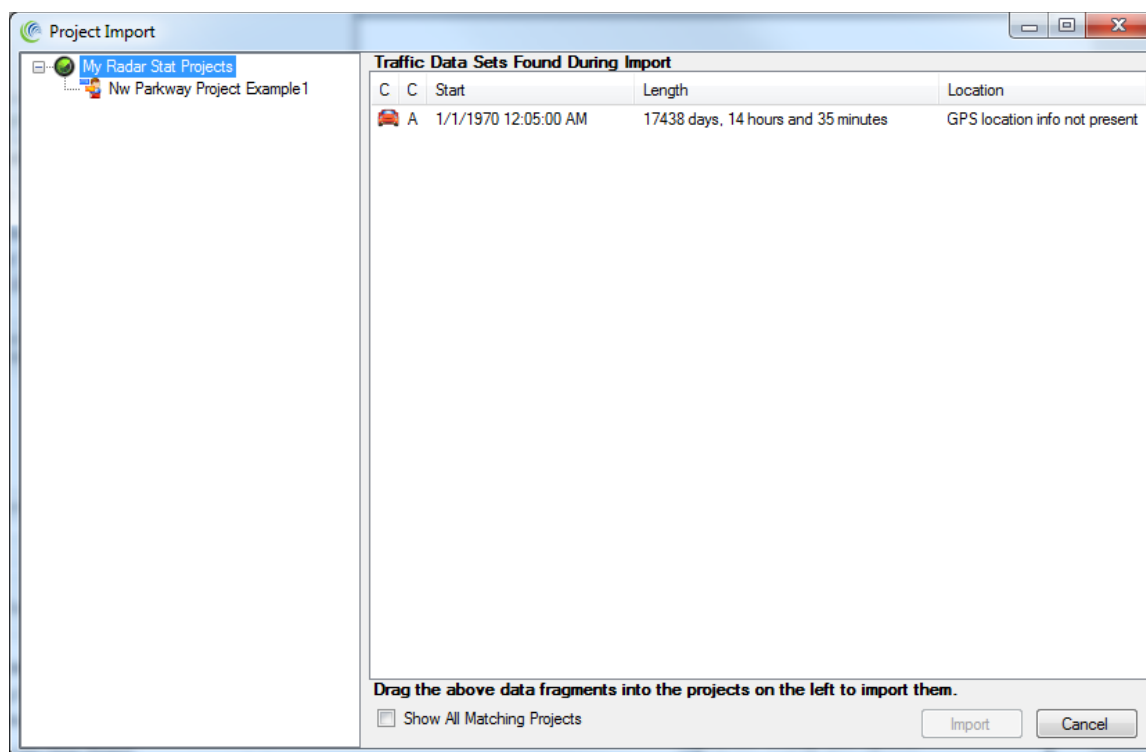 Project Import
My Radar Stat Projects
Nw Parkway Project Example1
Traffic Data Sets Found During Import
C C Start Length Location
A 1/1/1970 12:05:00 AM 17438 days, 14 hours and 35 minutes GPS location info not present
Drag the above data fragments into the projects on the left to import them.
Show All Matching Projects
Import Cancel